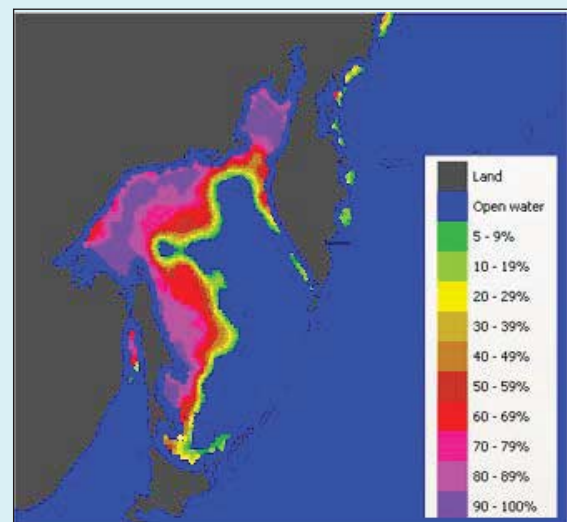 Land
Open water
5 - 9%
10 - 19%
20 - 29%
30 - 39%
40 - 49%
50 - 59%
60 - 69%
70 - 79%
80 - 89%
90 - 100%